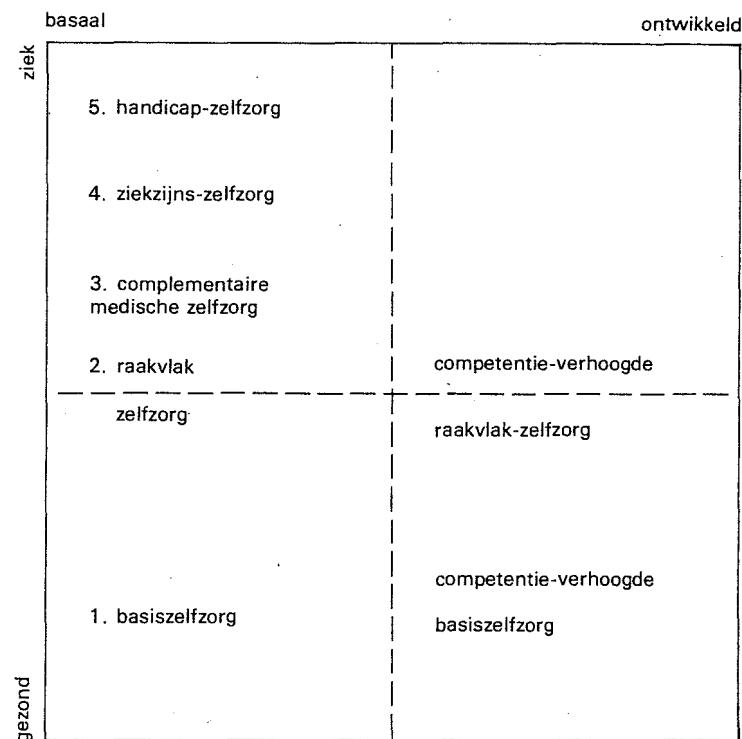 basaal
ontwikkeld
ziek
5. handicap-zelfzorg
4. ziekzijns-zelfzorg
3. complementaire
medische zelfzorg
2. raakvlak
competentie-verhoogde
zelfzorg
raakvlak-zelfzorg
competentie-verhoogde
1. basiszelfzorg
basiszelfzorg
gezond